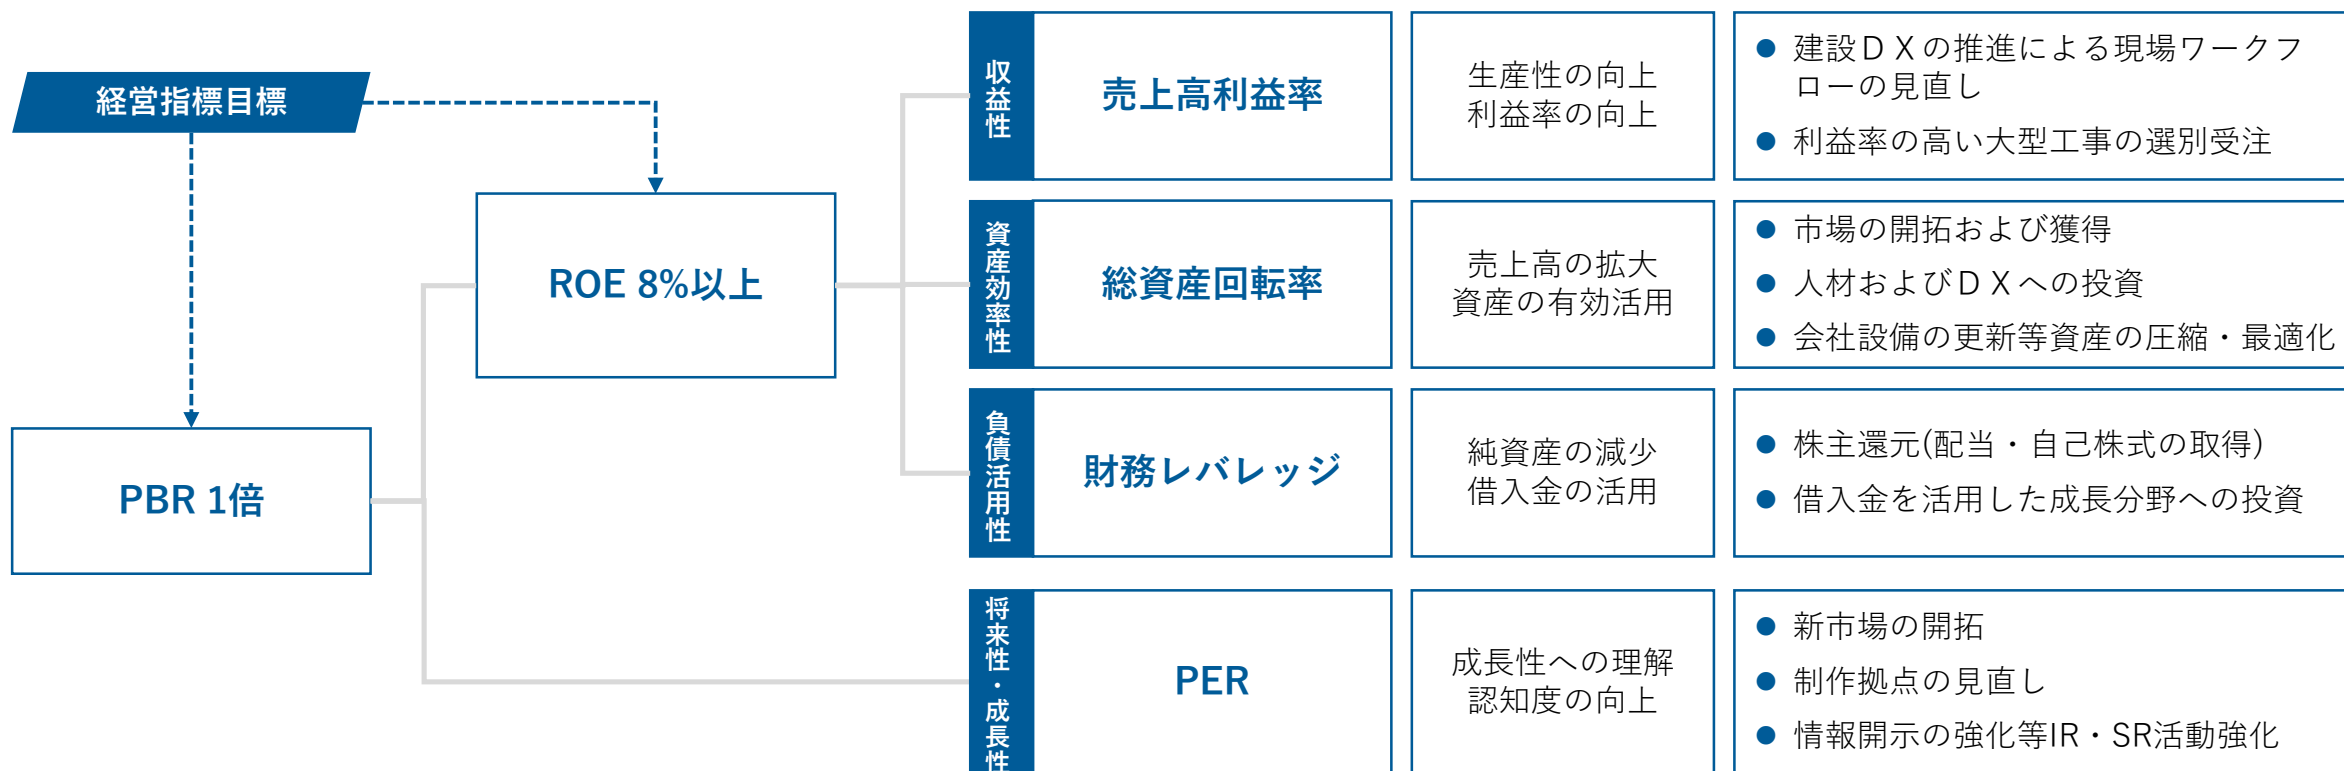 経営指標目標
PBR 1倍
ROE 8%以上
収益性
売上高利益率
生産性の向上
利益率の向上
● 建設ＤＸの推進による現場ワークフ
ローの見直し
● 利益率の高い大型工事の選別受注
資産効率性
総資産回転率
売上高の拡大
資産の有効活用
● 市場の開拓および獲得
● 人材およびＤＸへの投資
● 会社設備の更新等資産の圧縮・最適化
負債活用性
財務レバレッジ
純資産の減少
借入金の活用
● 株主還元(配当・自己株式の取得)
● 借入金を活用した成長分野への投資
将来性・成長性
PER
成長性への理解
認知度の向上
● 新市場の開拓
● 制作拠点の見直し
● 情報開示の強化等IR・SR活動強化